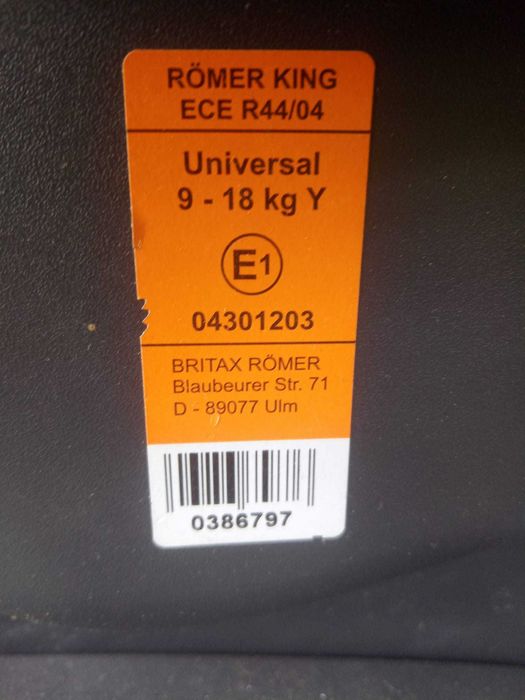 RÖMER KING
ECE R44/04
Universal
9 - 18 kg Y
E1
04301203
BRITAX RÖMER
Blaubeurer Str. 71
D - 89077 Ulm
0386797